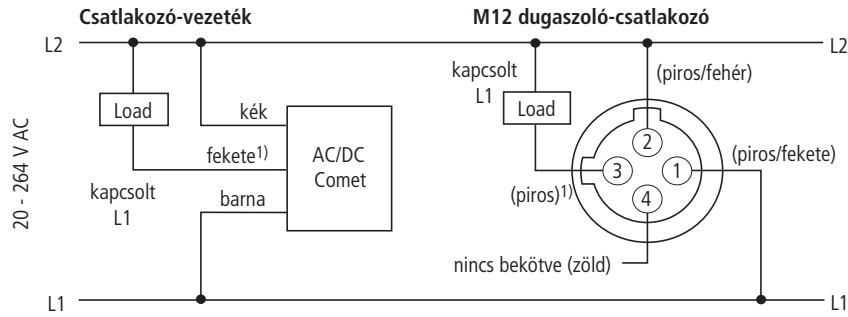 Csatlakozó-vezeték
M12 dugaszoló-csatlakozó
L2
L2
kapcsolt
L1
(piros/fehér)
Load
Load
kék
20 - 264 V AC
fekete1)
AC/DC
Comet
2
3
1
4
(piros/fekete)
kapcsolt
L1
barna
(piros)1)
nincs bekötve (zöld)
L1
L1